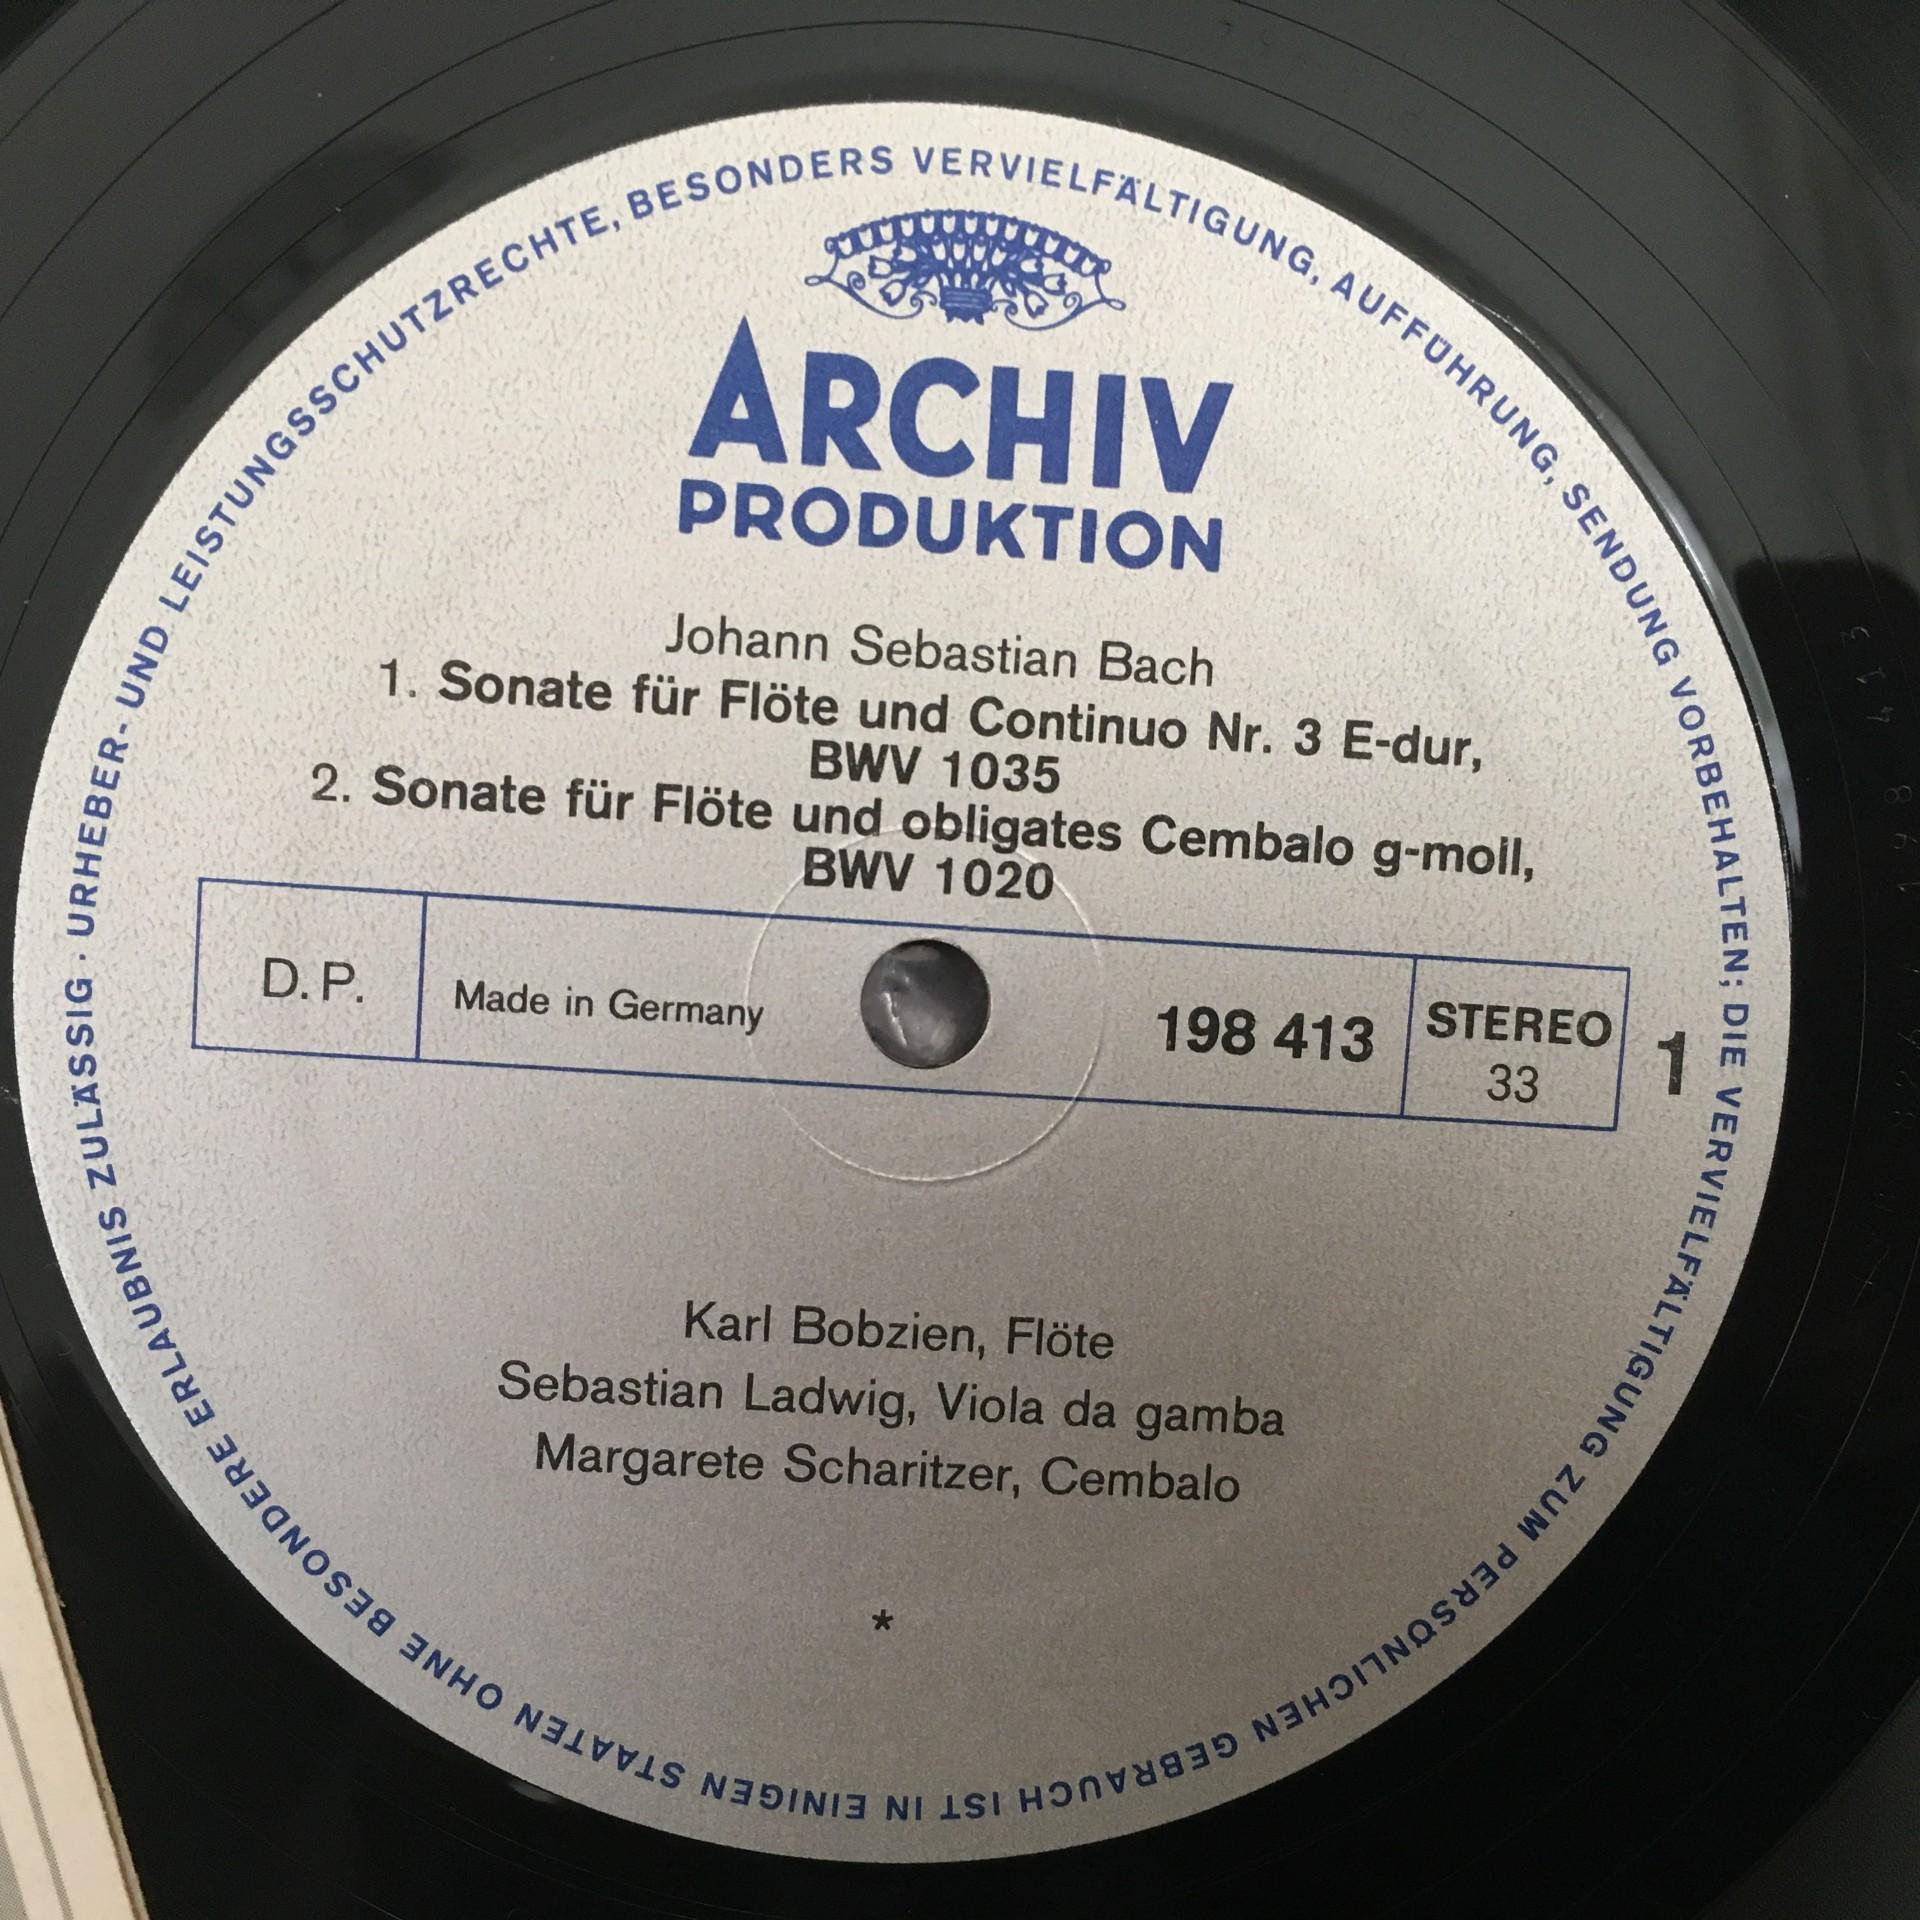 URHEBER- UND LEISTUNGSSCHUTZRECHTE, BESONDERS VERVIELFÄLTIGUNG, AUFFÜHRUNG, SENDUNG VORBEHALTEN; DIE VERVIELFÄLTIGUNG ZUM PERSÖNLICHEN GEBRAUCH IST IN EINIGEN STAATEN OHNE BESONDERE ERLAUBNIS ZULÄSSIG ·
ARCHIV
PRODUKTION
Johann Sebastian Bach
1. Sonate für Flöte und Continuo Nr. 3 E-dur,
BWV 1035
2. Sonate für Flöte und obligates Cembalo g-moll,
BWV 1020
D. P.
Made in Germany
198 413
STEREO
33
1
Karl Bobzien, Flöte
Sebastian Ladwig, Viola da gamba
Margarete Scharitzer, Cembalo
*